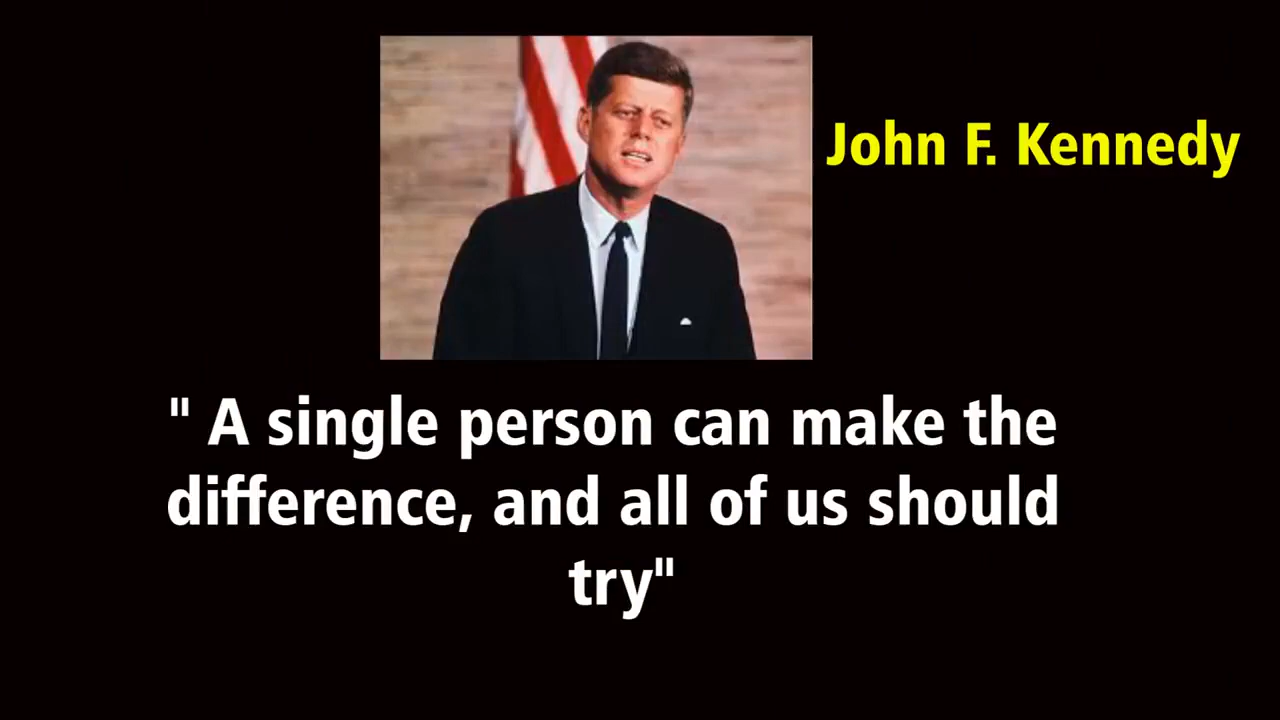 John F. Kennedy
" A single person can make the
difference, and all of us should
try"